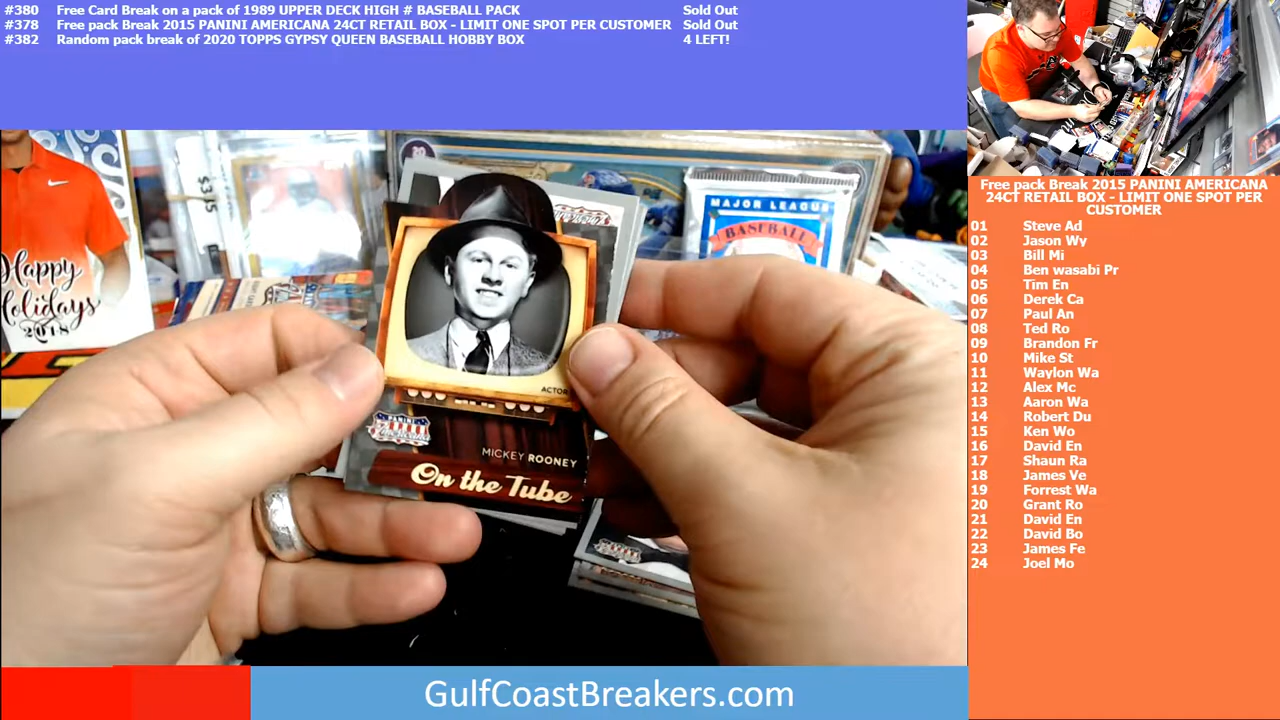 #380 Free Card Break on a pack of 1989 UPPER DECK HIGH # BASEBALL PACK Sold Out
#378 Free pack Break 2015 PANINI AMERICANA 24CT RETAIL BOX - LIMIT ONE SPOT PER CUSTOMER Sold Out
#382 Random pack break of 2020 TOPPS GYPSY QUEEN BASEBALL HOBBY BOX 4 LEFT!
Happy
Holidays
2018
$3.15
MAJOR LEAGUE
BASEBALL
ACTOR
PANINI
Americana
MICKEY ROONEY
On the Tube
Free pack Break 2015 PANINI AMERICANA
24CT RETAIL BOX - LIMIT ONE SPOT PER
CUSTOMER
01 Steve Ad
02 Jason Wy
03 Bill Mi
04 Ben wasabi Pr
05 Tim En
06 Derek Ca
07 Paul An
08 Ted Ro
09 Brandon Fr
10 Mike St
11 Waylon Wa
12 Alex Mc
13 Aaron Wa
14 Robert Du
15 Ken Wo
16 David En
17 Shaun Ra
18 James Ve
19 Forrest Wa
20 Grant Ro
21 David En
22 David Bo
23 James Fe
24 Joel Mo
GulfCoastBreakers.com